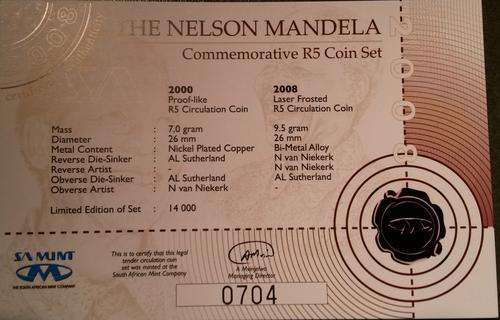 THE NELSON MANDELA
Commemorative R5 Coin Set
2000 2008
Proof-like Laser Frosted
R5 Circulation Coin R5 Circulation Coin
Mass : 7.0 gram 9.5 gram
Diameter : 26 mm 26 mm
Metal Content : Nickel Plated Copper Bi-Metal Alloy
Reverse Die-Sinker : AL Sutherland N van Niekerk
Reverse Artist : - N van Niekerk
Obverse Die-Sinker : AL Sutherland AL Sutherland
Obverse Artist : N van Niekerk -
Limited Edition of Set : 14 000
SA MINT
THE SOUTH AFRICAN MINT COMPANY
This is to certify that this legal
tender circulation coin
set was minted at the
South African Mint Company
Managing Director
0704